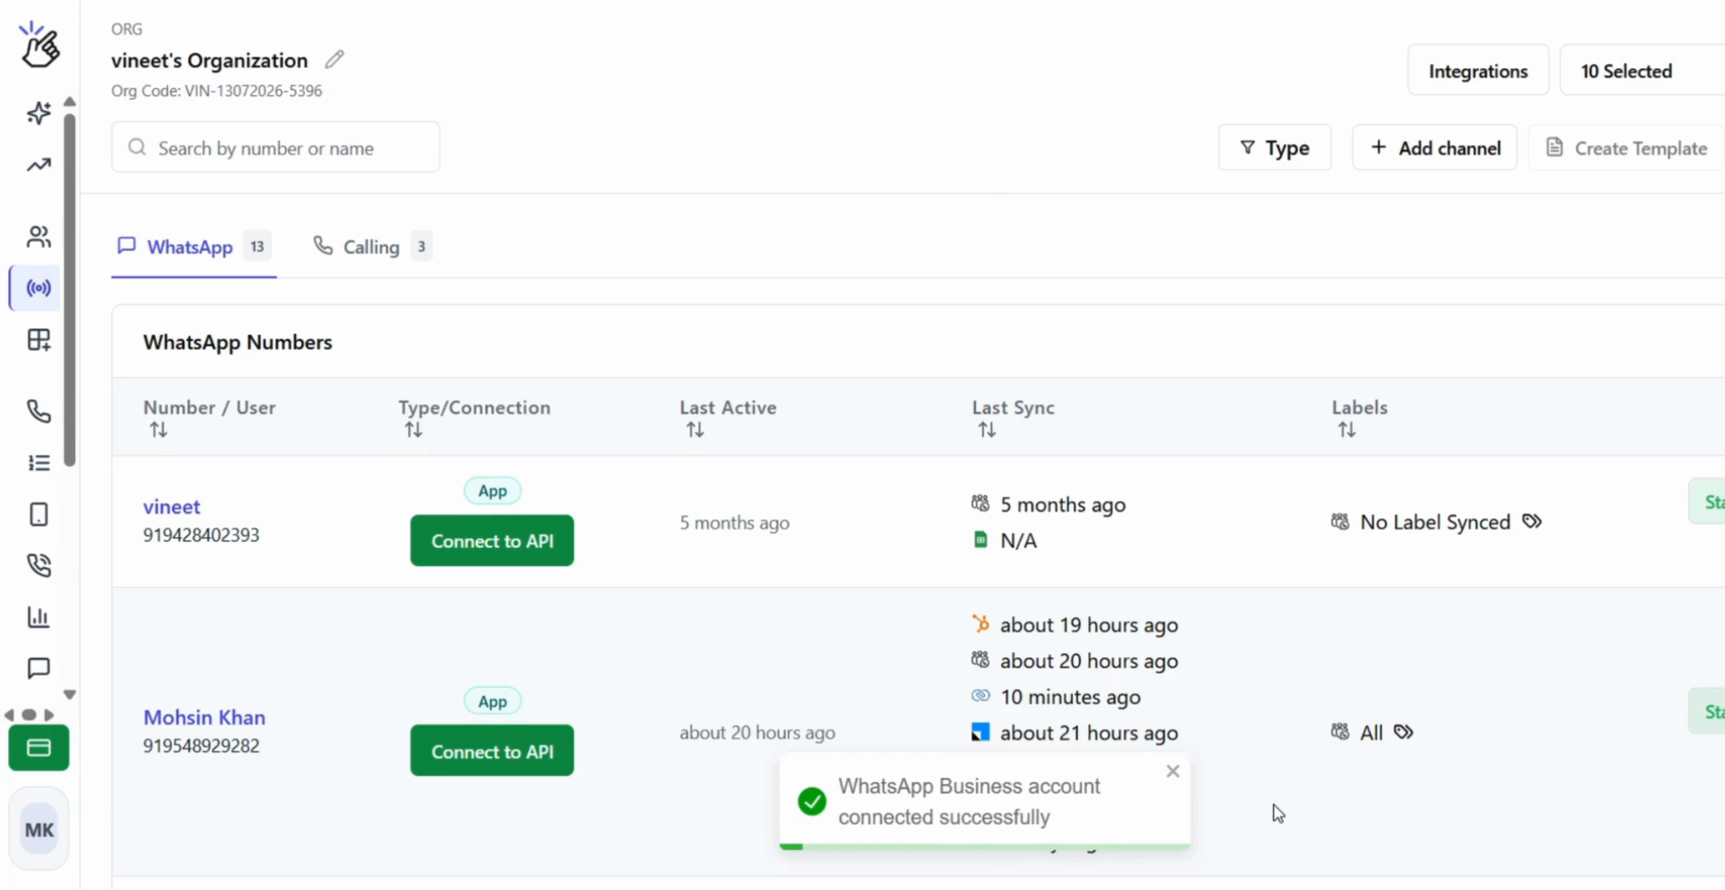 ORG
vineet's Organization
Org Code: VIN-13072026-5396
Integrations
10 Selected
Search by number or name
Type
+ Add channel
Create Template
WhatsApp 13
Calling 3
WhatsApp Numbers
Number / User
Type/Connection
Last Active
Last Sync
Labels
vineet
919428402393
App
Connect to API
5 months ago
5 months ago
N/A
No Label Synced
Mohsin Khan
919548929282
App
Connect to API
about 20 hours ago
about 19 hours ago
about 20 hours ago
10 minutes ago
about 21 hours ago
All
WhatsApp Business account
connected successfully
MK